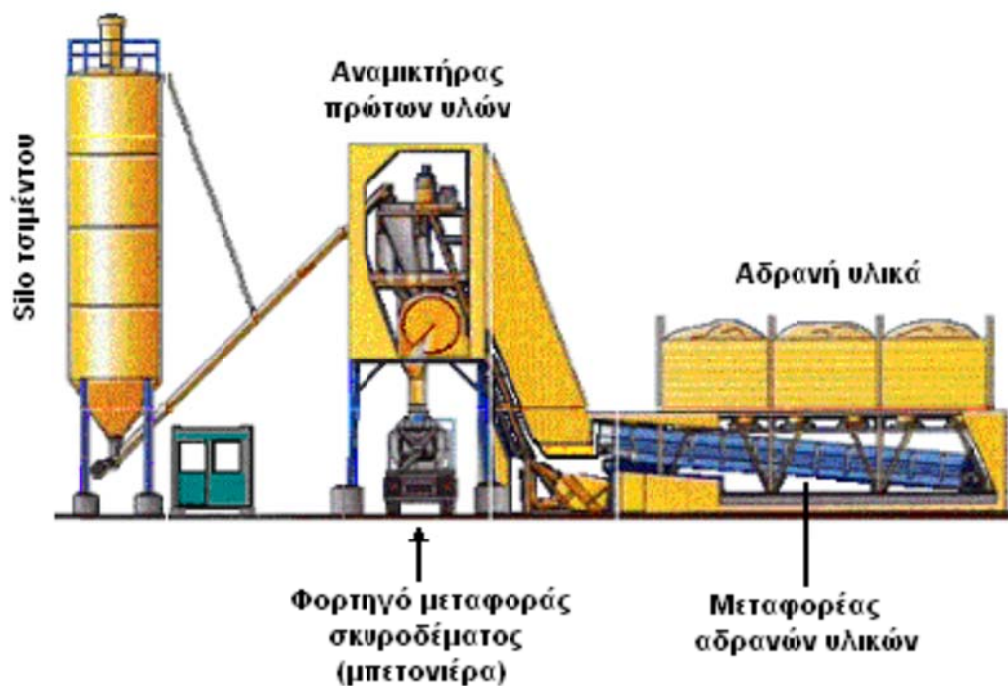 Silo τσιμέντου
Αναμικτήρας
πρώτων υλών
Αδρανή υλικά
Φορτηγό μεταφοράς
σκυροδέματος
(μπετονιέρα)
Μεταφορέας
αδρανών υλικών